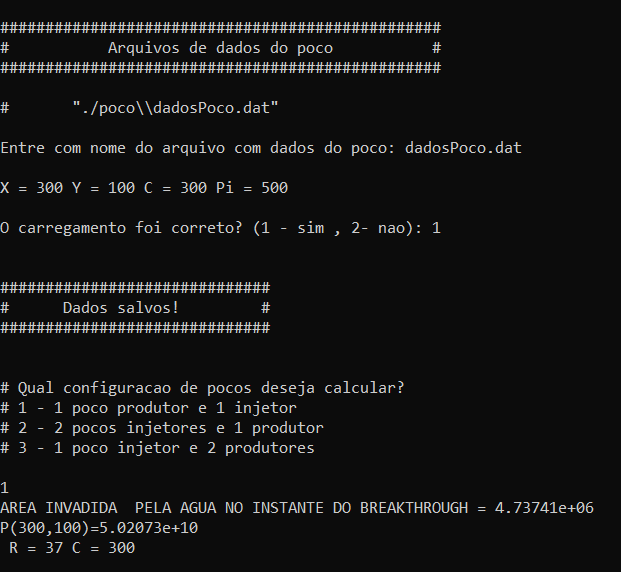 #################################################
#           Arquivos de dados do poco           #
#################################################
#       "./poco\\dadosPoco.dat"
Entre com nome do arquivo com dados do poco: dadosPoco.dat
X = 300 Y = 100 C = 300 Pi = 500
O carregamento foi correto? (1 - sim , 2- nao): 1
##############################
#      Dados salvos!         #
##############################
# Qual configuracao de pocos deseja calcular?
# 1 - 1 poco produtor e 1 injetor
# 2 - 2 pocos injetores e 1 produtor
# 3 - 1 poco injetor e 2 produtores
1
AREA INVADIDA  PELA AGUA NO INSTANTE DO BREAKTHROUGH = 4.73741e+06
P(300,100)=5.02073e+10
 R = 37 C = 300